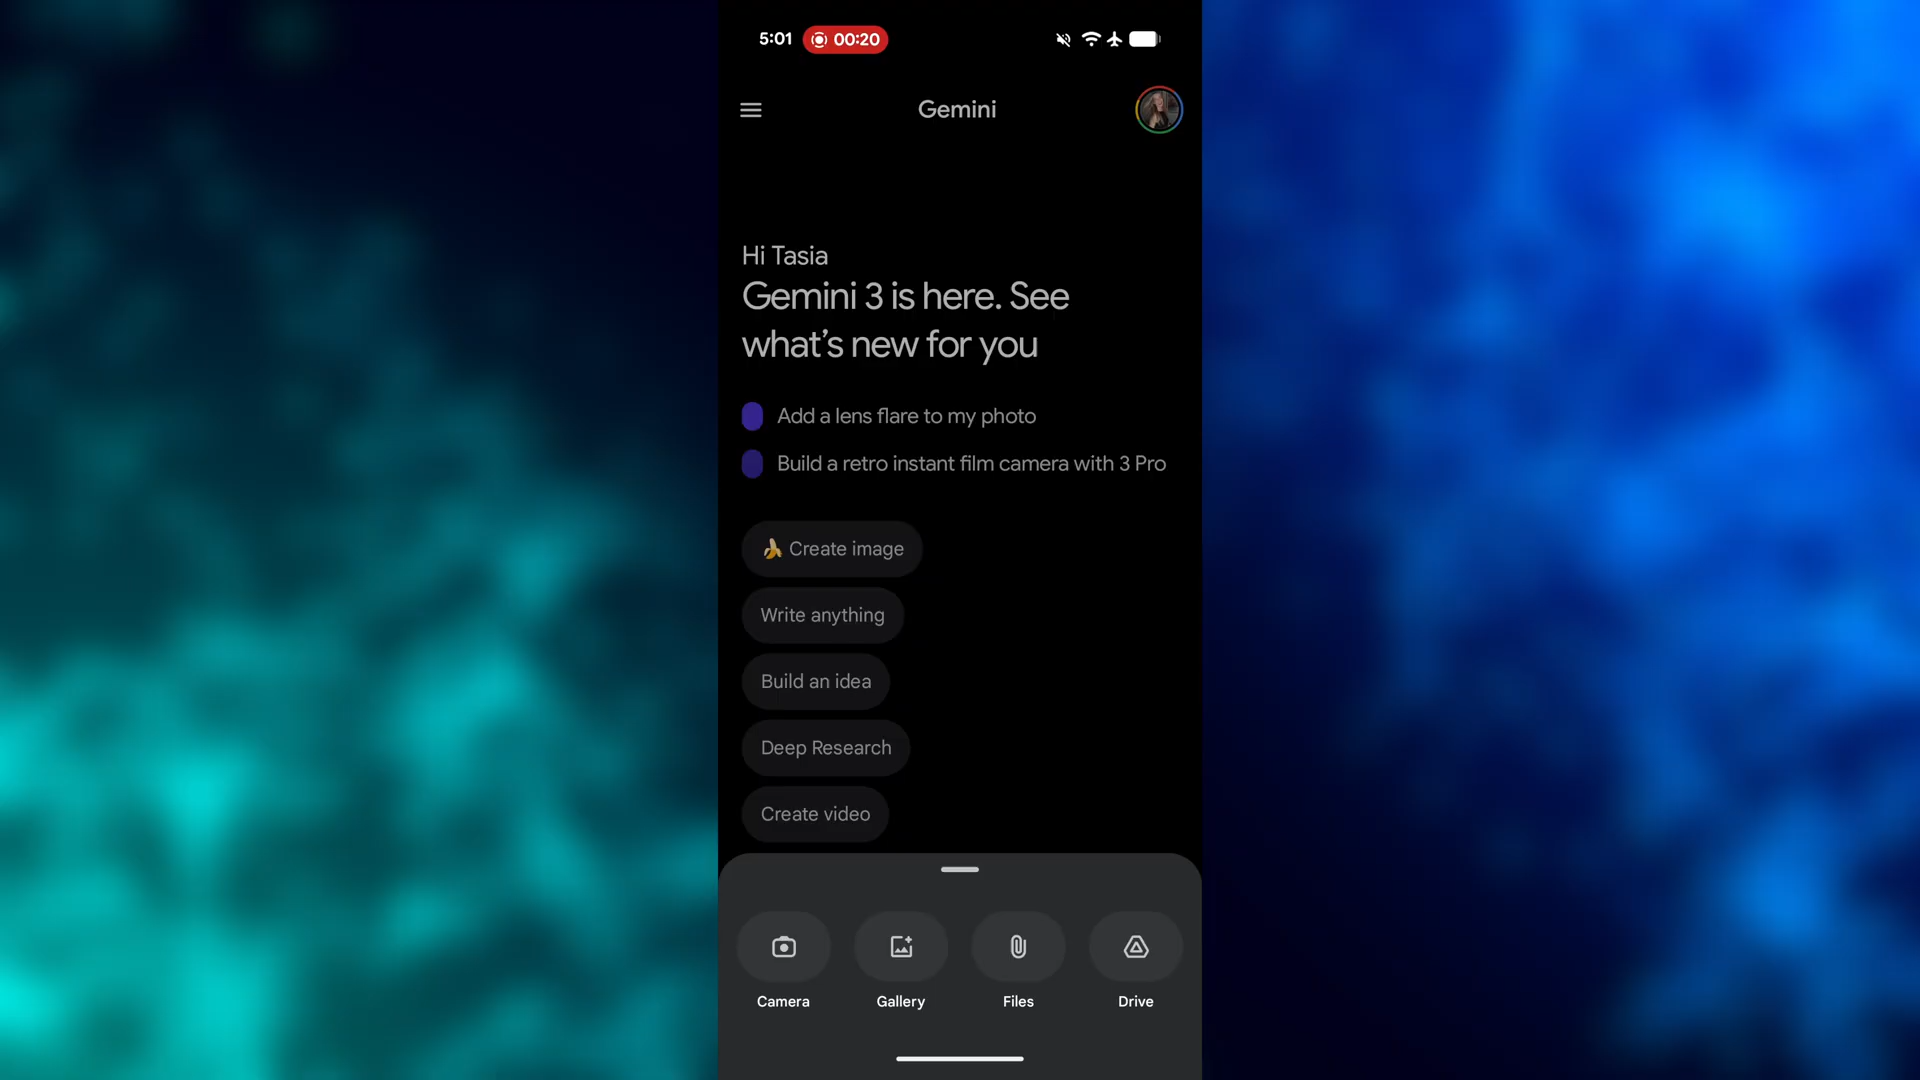 5:01
00:20
Gemini
Hi Tasia
Gemini 3 is here. See
what’s new for you
Add a lens flare to my photo
Build a retro instant film camera with 3 Pro
Create image
Write anything
Build an idea
Deep Research
Create video
Camera
Gallery
Files
Drive